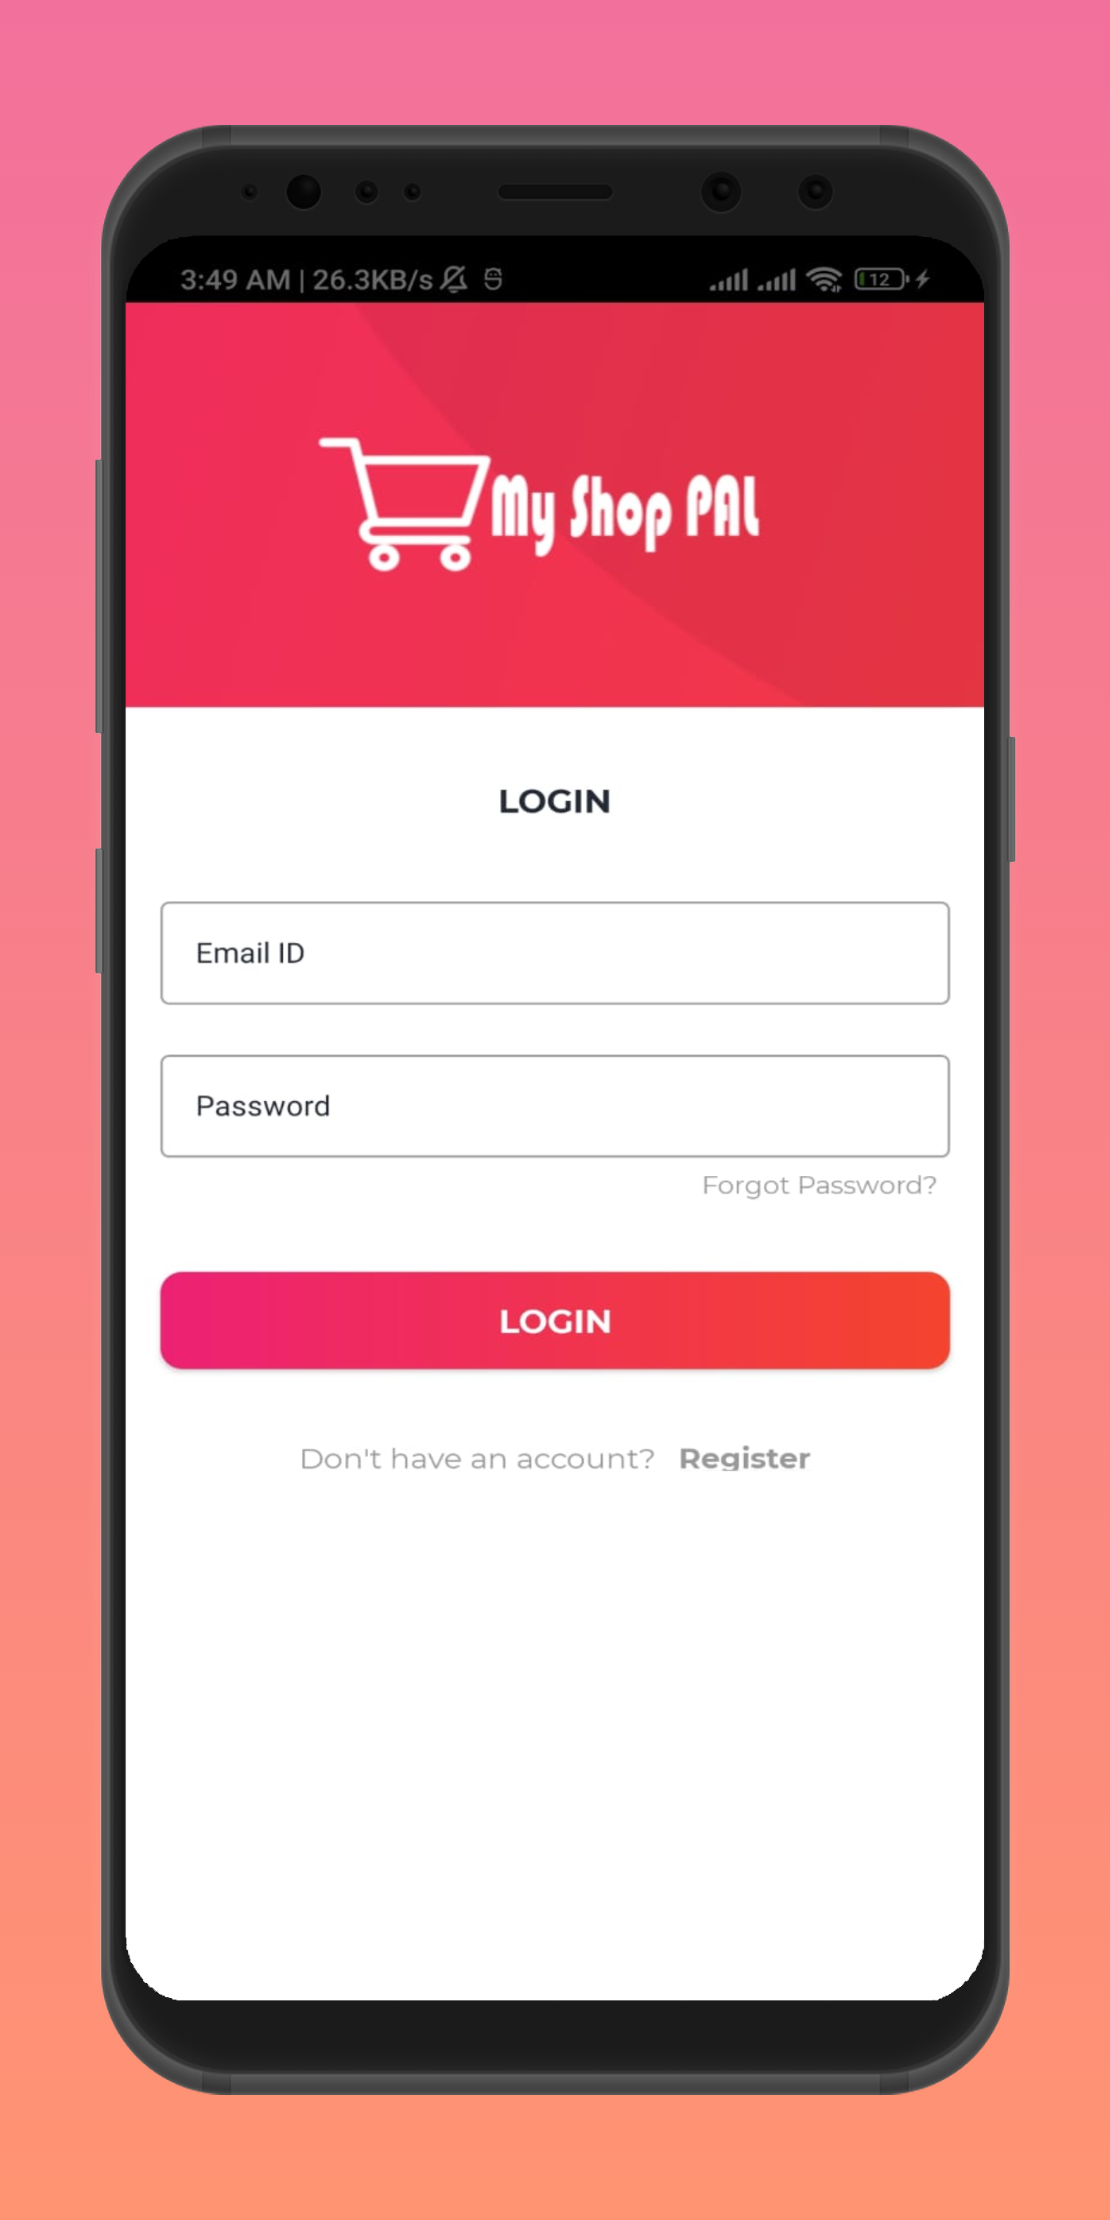 3:49 AM | 26.3KB/s 12
My Shop PAL
LOGIN
Email ID
Password
Forgot Password?
LOGIN
Don't have an account? Register